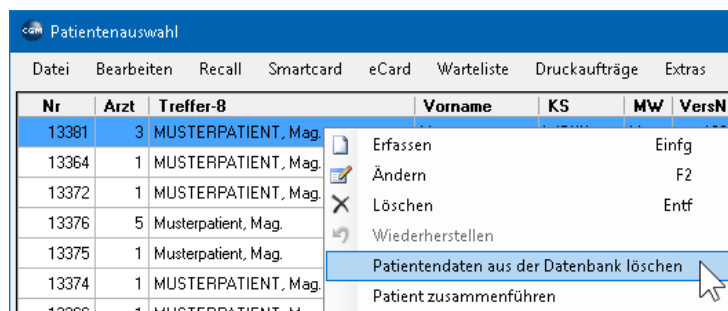 CGM Patientenauswahl
Datei Bearbeiten Recall Smartcard eCard Warteliste Druckaufträge Extras
Nr Arzt Treffer-8 Vorname KS MW VersN
13381 3 MUSTERPATIENT, Mag.
Erfassen Einfg
13364 1 MUSTERPATIENT, Mag.
Ändern F2
13372 1 MUSTERPATIENT, Mag.
Löschen Entf
13376 5 Musterpatient, Mag.
Wiederherstellen
13375 1 Musterpatient, Mag.
Patientendaten aus der Datenbank löschen
13374 1 MUSTERPATIENT, Mag.
Patient zusammenführen